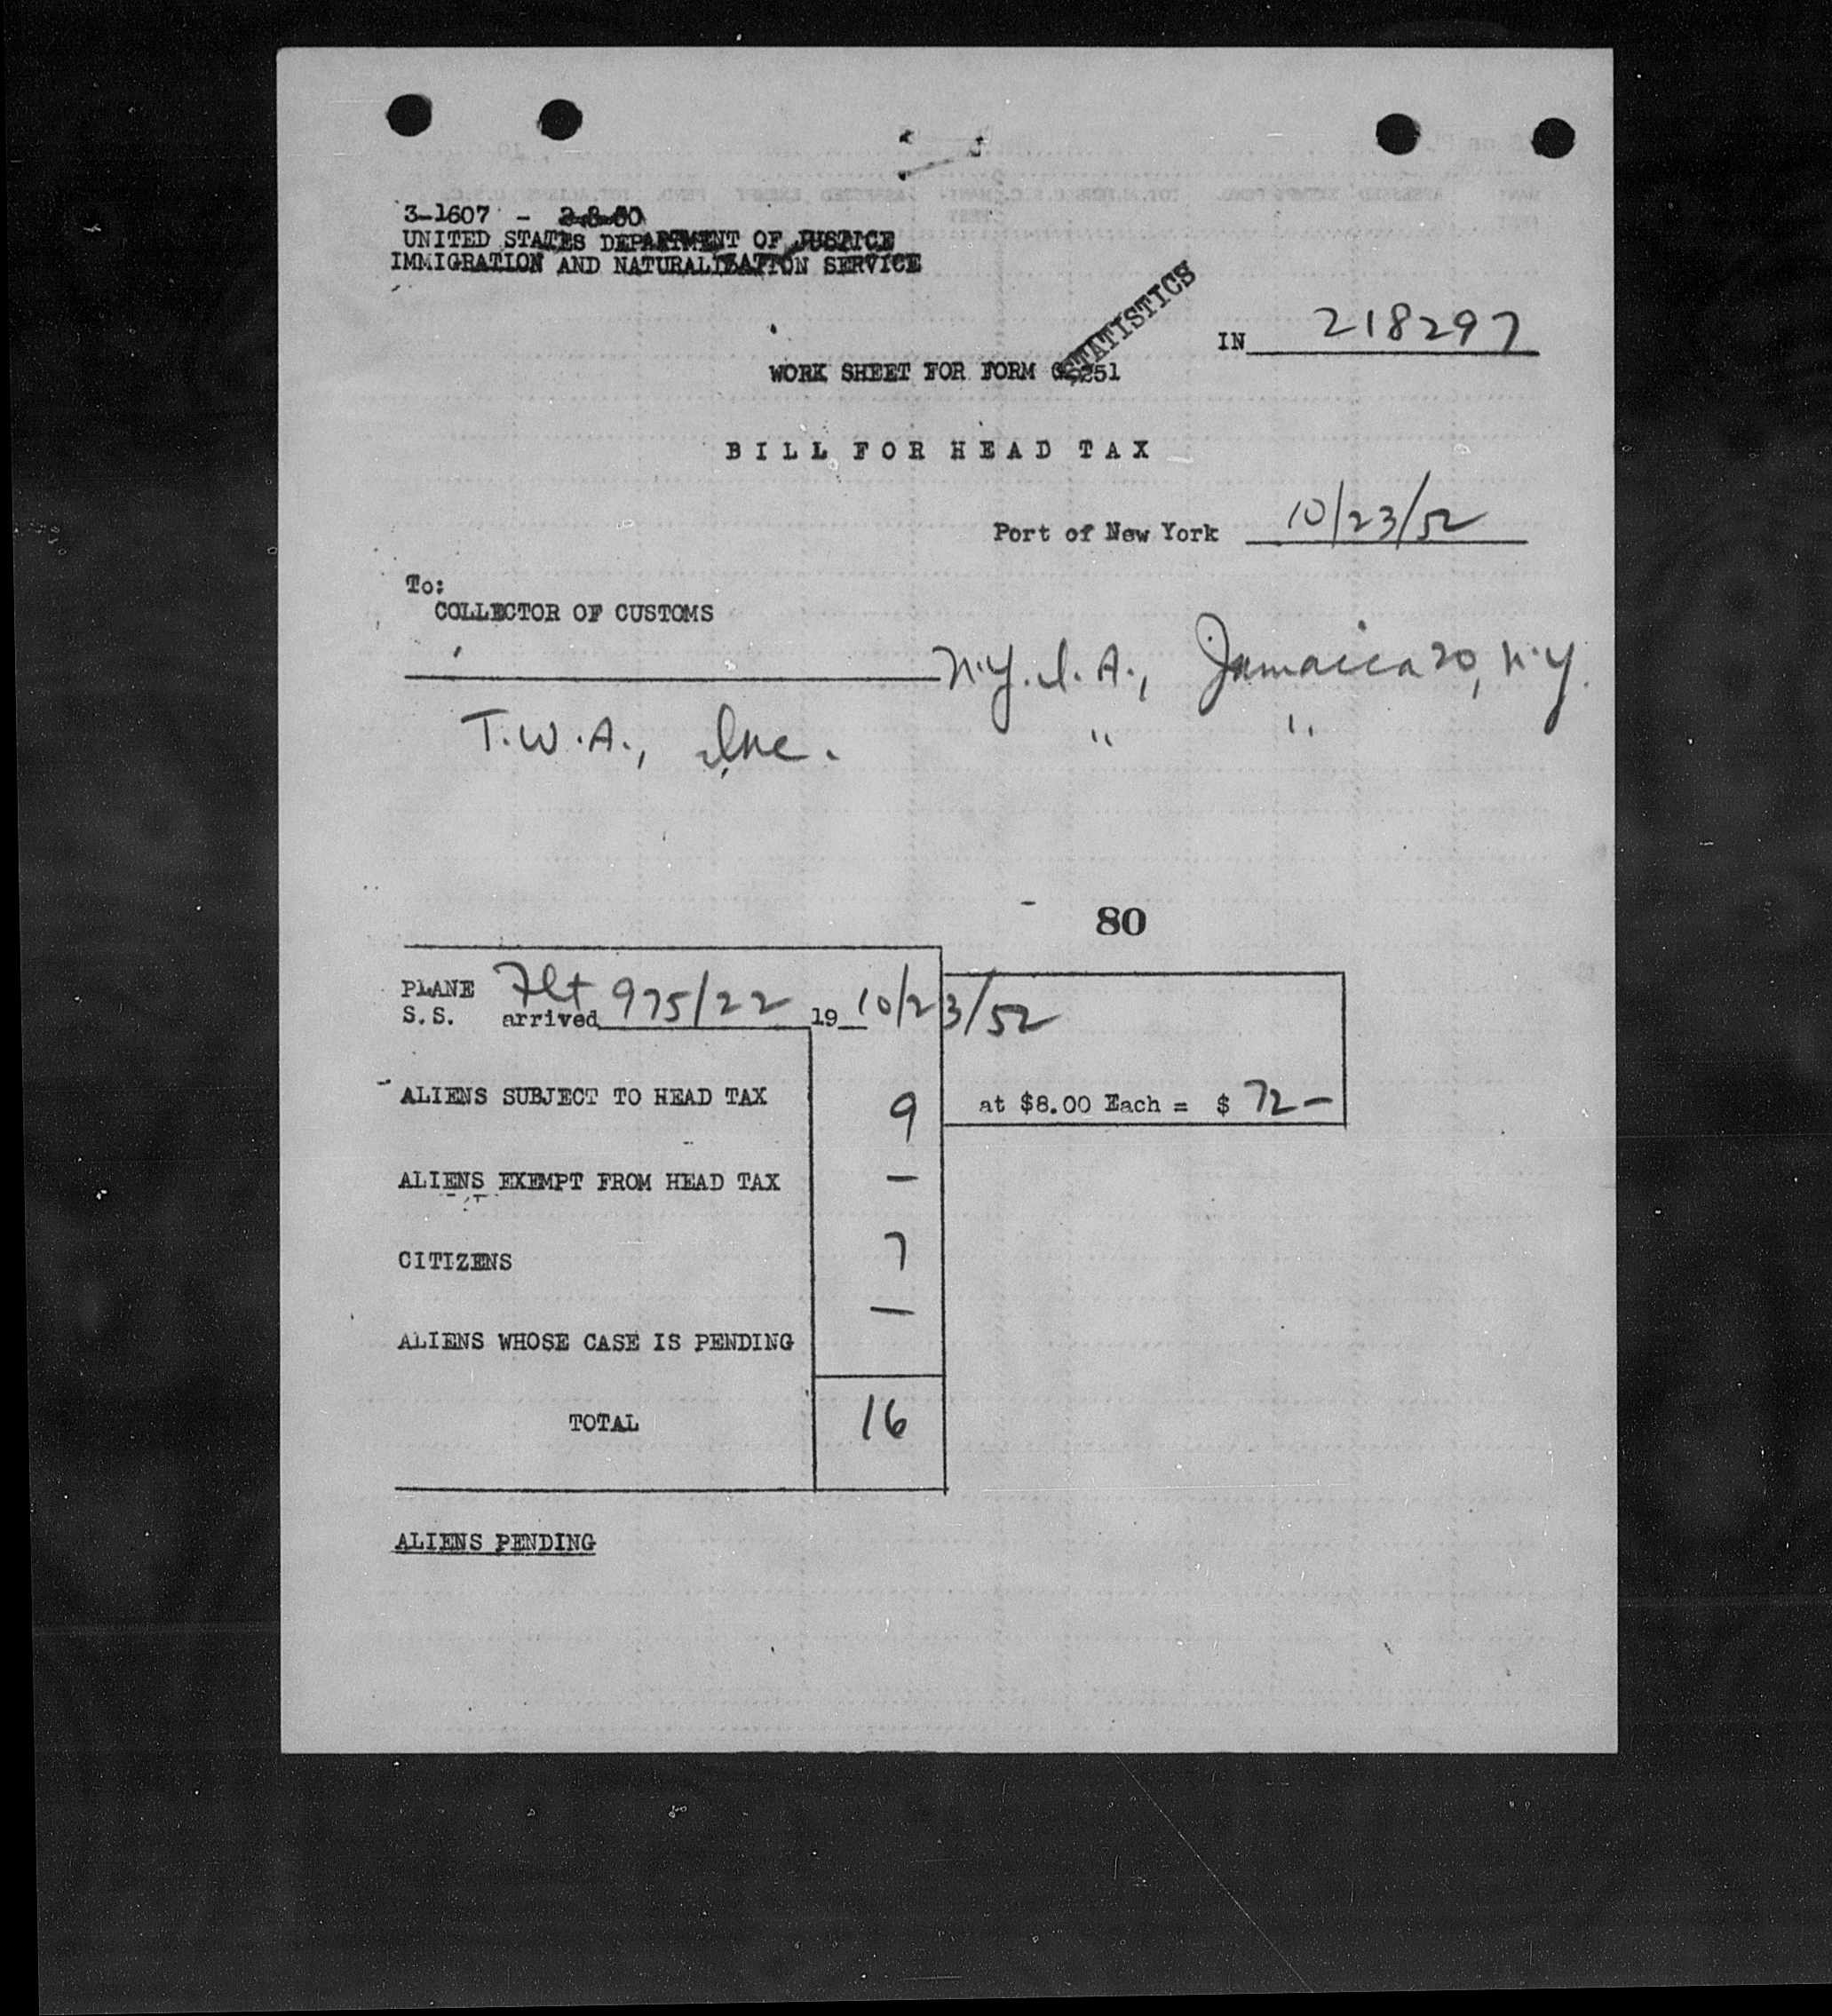 3-1607 - 2-8-50
UNITED STATES DEPARTMENT OF JUSTICE
IMMIGRATION AND NATURALIZATION SERVICE
STATISTICS
IN 218297
WORK SHEET FOR FORM G-251
BILL FOR HEAD TAX
Port of New York 10/23/52
To:
COLLECTOR OF CUSTOMS
N.Y.I.A., Jamaica 20, N.Y.
T.W.A., Inc. " "
80
PLANE Flt 975/22 10/23/52
S.S. arrived 19
ALIENS SUBJECT TO HEAD TAX 9 at $8.00 Each = $ 72 -
ALIENS EXEMPT FROM HEAD TAX -
CITIZENS 7
ALIENS WHOSE CASE IS PENDING -
TOTAL 16
ALIENS PENDING